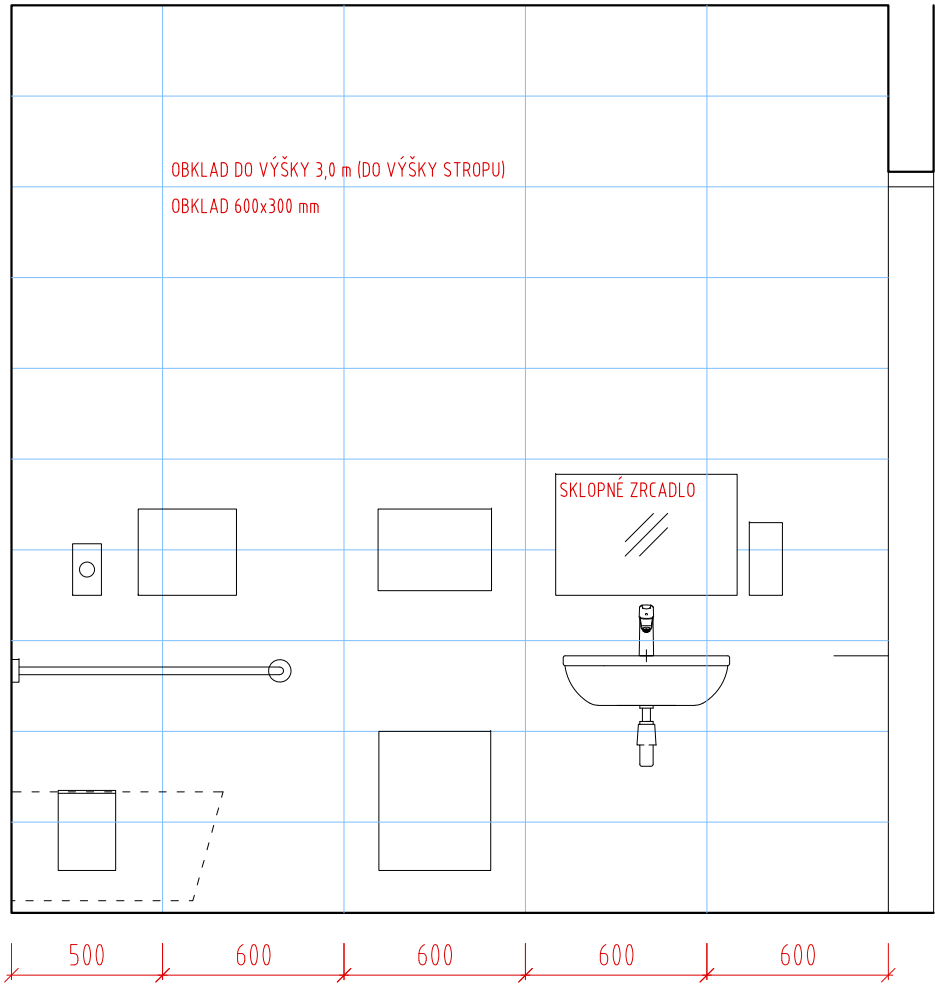 OBKLAD DO VÝŠKY 3,0 m (DO VÝŠKY STROPU)
OBKLAD 600x300 mm
SKLOPNÉ ZRCADLO
500 600 600 600 600